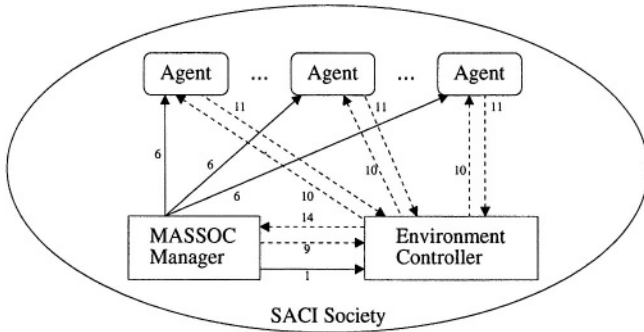 Agent ... Agent ... Agent
11 11 11
6 6 10 10
6 10
14
MASSOC Manager
9
Environment Controller
1
SACI Society